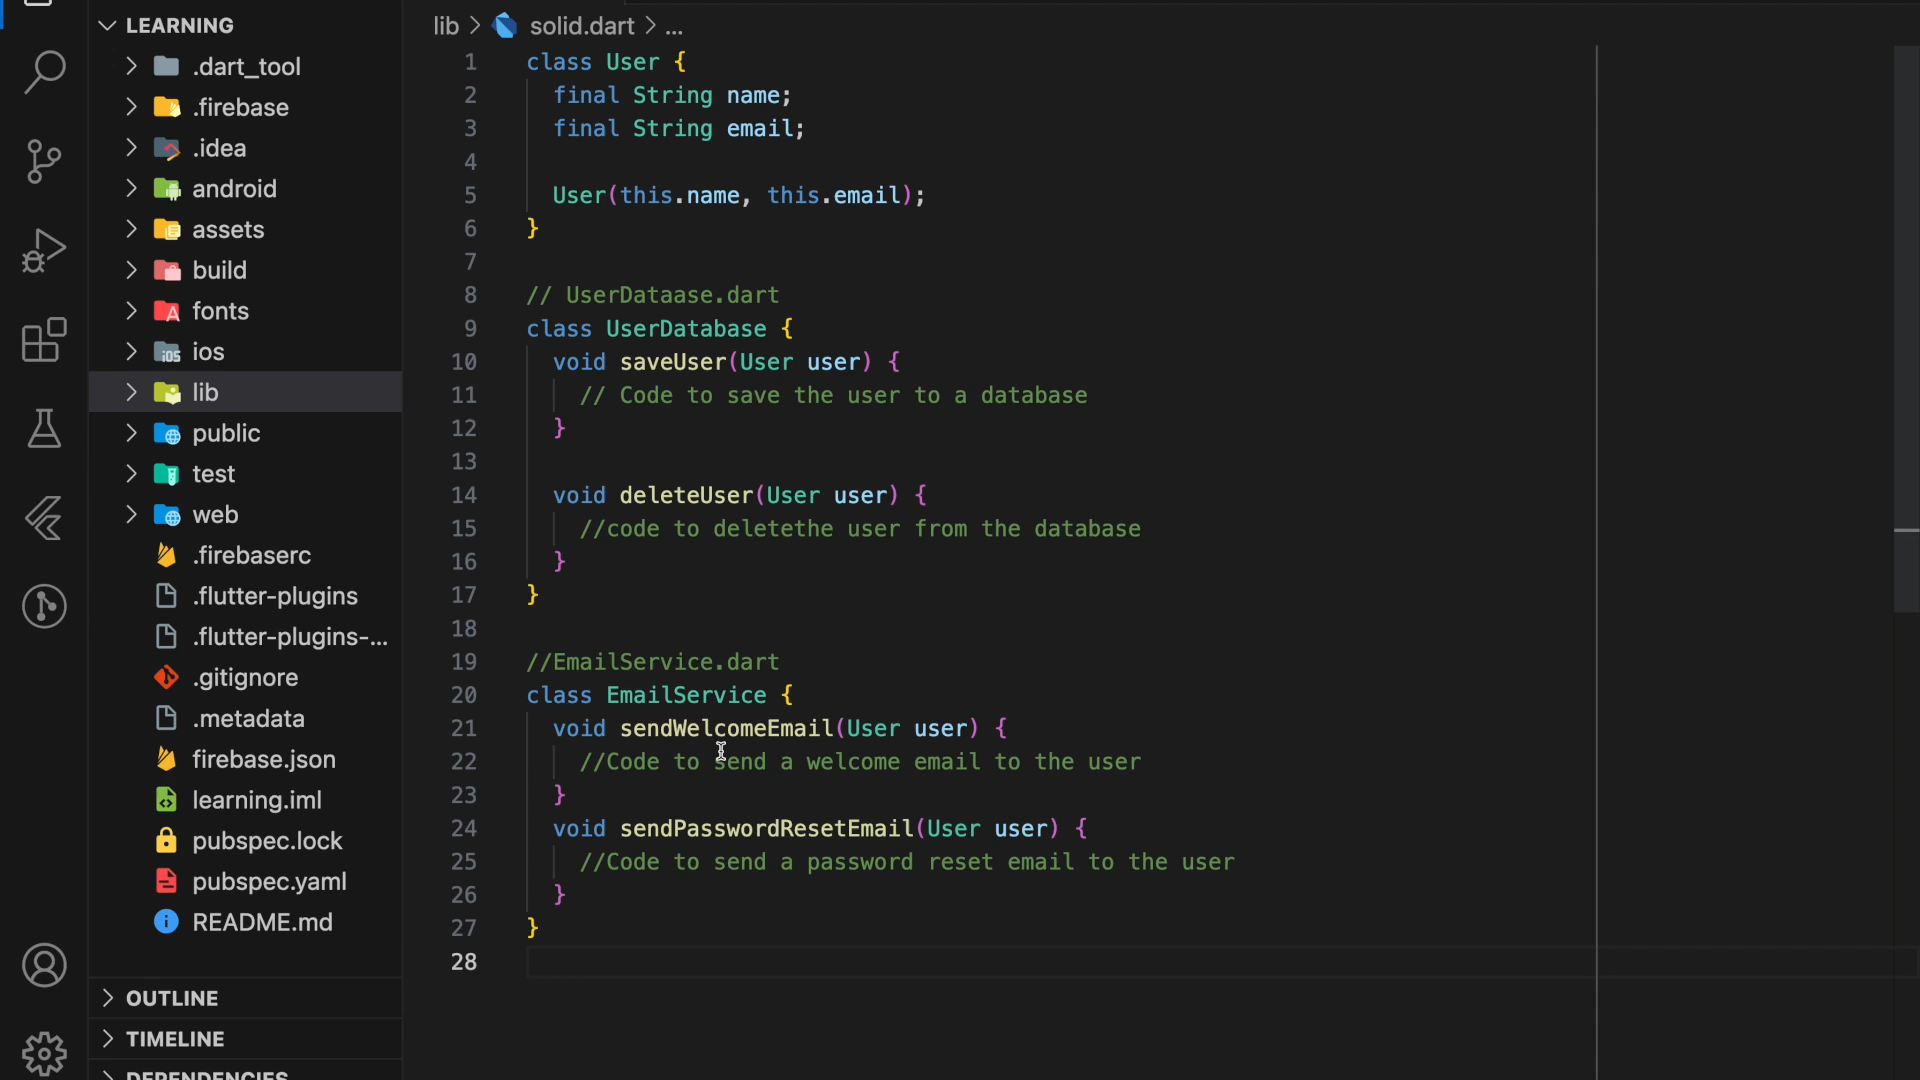 LEARNING
.dart_tool
.firebase
.idea
android
assets
build
fonts
ios
lib
public
test
web
.firebaserc
.flutter-plugins
.flutter-plugins-...
.gitignore
.metadata
firebase.json
learning.iml
pubspec.lock
pubspec.yaml
README.md
OUTLINE
TIMELINE
DEPENDENCIES
lib > solid.dart > ...
1 class User {
2 final String name;
3 final String email;
4
5 User(this.name, this.email);
6 }
7
8 // UserDataase.dart
9 class UserDatabase {
10 void saveUser(User user) {
11 // Code to save the user to a database
12 }
13
14 void deleteUser(User user) {
15 //code to deletethe user from the database
16 }
17 }
18
19 //EmailService.dart
20 class EmailService {
21 void sendWelcomeEmail(User user) {
22 //Code to send a welcome email to the user
23 }
24 void sendPasswordResetEmail(User user) {
25 //Code to send a password reset email to the user
26 }
27 }
28